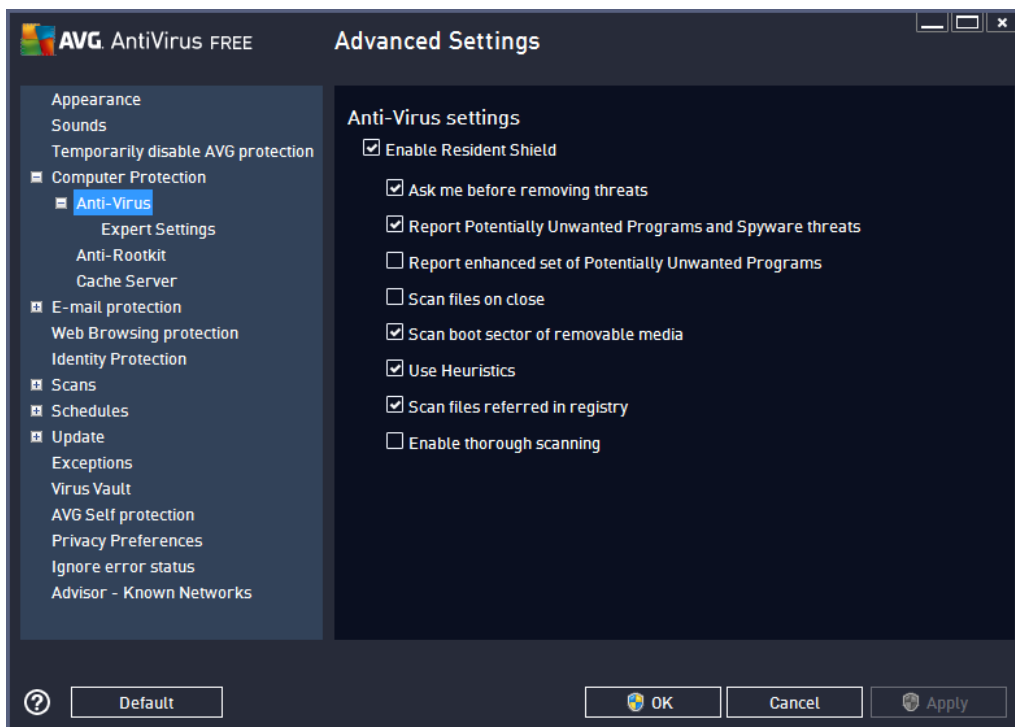 AVG. AntiVirus FREE
Advanced Settings
Appearance
Sounds
Temporarily disable AVG protection
Computer Protection
Anti-Virus
Expert Settings
Anti-Rootkit
Cache Server
E-mail protection
Web Browsing protection
Identity Protection
Scans
Schedules
Update
Exceptions
Virus Vault
AVG Self protection
Privacy Preferences
Ignore error status
Advisor - Known Networks
Anti-Virus settings
Enable Resident Shield
Ask me before removing threats
Report Potentially Unwanted Programs and Spyware threats
Report enhanced set of Potentially Unwanted Programs
Scan files on close
Scan boot sector of removable media
Use Heuristics
Scan files referred in registry
Enable thorough scanning
? Default
OK
Cancel
Apply